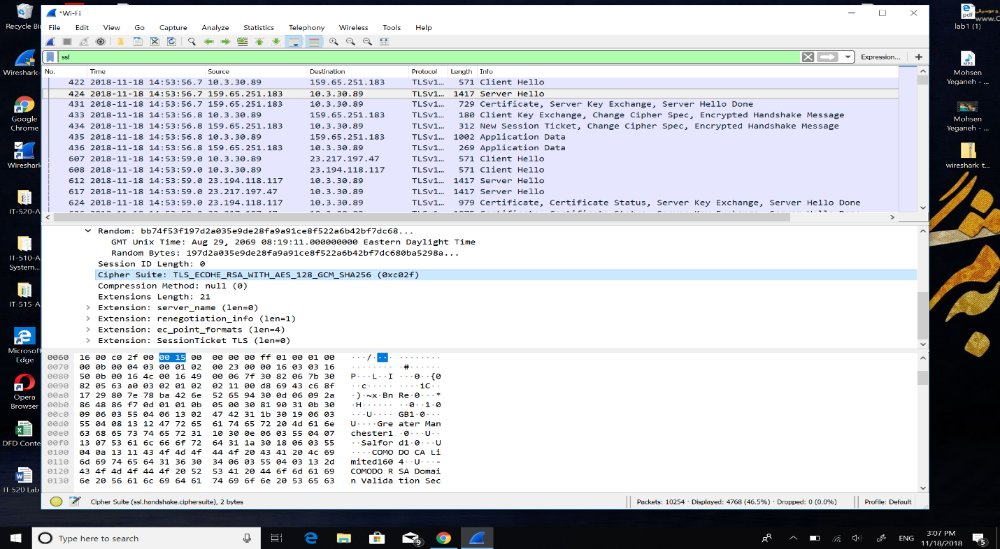 *Wi-Fi
File Edit View Go Capture Analyze Statistics Telephony Wireless Tools Help
ssl
Expression... +
No. Time Source Destination Protocol Length Info
422 2018-11-18 14:53:56.7 10.3.30.89 159.65.251.183 TLSv1... 571 Client Hello
424 2018-11-18 14:53:56.7 159.65.251.183 10.3.30.89 TLSv1... 1417 Server Hello
431 2018-11-18 14:53:56.7 159.65.251.183 10.3.30.89 TLSv1... 729 Certificate, Server Key Exchange, Server Hello Done
433 2018-11-18 14:53:56.8 10.3.30.89 159.65.251.183 TLSv1... 180 Client Key Exchange, Change Cipher Spec, Encrypted Handshake Message
434 2018-11-18 14:53:56.8 159.65.251.183 10.3.30.89 TLSv1... 312 New Session Ticket, Change Cipher Spec, Encrypted Handshake Message
435 2018-11-18 14:53:56.8 10.3.30.89 159.65.251.183 TLSv1... 1002 Application Data
436 2018-11-18 14:53:56.8 159.65.251.183 10.3.30.89 TLSv1... 269 Application Data
607 2018-11-18 14:53:59.0 10.3.30.89 23.217.197.47 TLSv1... 571 Client Hello
608 2018-11-18 14:53:59.0 10.3.30.89 23.194.118.117 TLSv1... 571 Client Hello
612 2018-11-18 14:53:59.0 23.194.118.117 10.3.30.89 TLSv1... 1417 Server Hello
617 2018-11-18 14:53:59.0 23.217.197.47 10.3.30.89 TLSv1... 1417 Server Hello
624 2018-11-18 14:53:59.0 23.194.118.117 10.3.30.89 TLSv1... 979 Certificate, Certificate Status, Server Key Exchange, Server Hello Done
Random: bb74f53f197d2a035e9de28fa9a91ce8f522a6b42bf7dc68...
GMT Unix Time: Aug 29, 2069 08:19:11.000000000 Eastern Daylight Time
Random Bytes: 197d2a035e9de28fa9a91ce8f522a6b42bf7dc680ba5298a...
Session ID Length: 0
Cipher Suite: TLS_ECDHE_RSA_WITH_AES_128_GCM_SHA256 (0xc02f)
Compression Method: null (0)
Extensions Length: 21
Extension: server_name (len=0)
Extension: renegotiation_info (len=1)
Extension: ec_point_formats (len=4)
Extension: SessionTicket TLS (len=0)
0060 16 00 c0 2f 00 00 15 00 00 00 00 ff 01 00 01 00 ···/···· ········
0070 00 0b 00 04 03 00 01 02 00 23 00 00 16 03 03 16 ········ ·#······
0080 50 0b 00 16 4c 00 16 49 00 06 7f 30 82 06 7b 30 P···L··I ···0··{0
0090 82 05 63 a0 03 02 01 02 02 11 00 d8 69 43 c6 8f ··c····· ····iC··
00a0 17 29 80 7e 78 ba 42 6e 52 65 94 30 0d 06 09 2a ·)·~x·Bn Re·0···*
00b0 86 48 86 f7 0d 01 01 0b 05 00 30 81 90 31 0b 30 ·H······ ··0··1·0
00c0 09 06 03 55 04 06 13 02 47 42 31 1b 30 19 06 03 ···U···· GB1·0···
00d0 55 04 08 13 12 47 72 65 61 74 65 72 20 4d 61 6e U····Gre ater Man
00e0 63 68 65 73 74 65 72 31 10 30 0e 06 03 55 04 07 chester1 ·0···U··
00f0 13 07 53 61 6c 66 6f 72 64 31 1a 30 18 06 03 55 ··Salfor d1·0···U
0100 04 0a 13 11 43 4f 4d 4f 44 4f 20 43 41 20 4c 69 ····COMO DO CA Li
0110 6d 69 74 65 64 31 36 30 34 06 03 55 04 03 13 2d mited160 4··U···-
0120 43 4f 4d 4f 44 4f 20 52 53 41 20 44 6f 6d 61 69 COMODO R SA Domai
0130 6e 20 56 61 6c 69 64 61 74 69 6f 6e 20 53 65 63 n Valida tion Sec
Cipher Suite (ssl.handshake.ciphersuite), 2 bytes
Packets: 10254 · Displayed: 4768 (46.5%) · Dropped: 0 (0.0%)
Profile: Default
Recycle Bi
Wireshark-
Google
Chrome
Wireshark
IT-520-A
IT-510-A
System...
IT-515-A
Microsof
Edge
Opera
Browser
DFD Conte
IT 520 Lab
pdf
lab1 (1)
MP3
Mohsen
Yeganeh - ...
Mohsen
Yeganeh - ...
wireshark t...
Type here to search
9
ENG
3:07 PM
11/18/2018
5